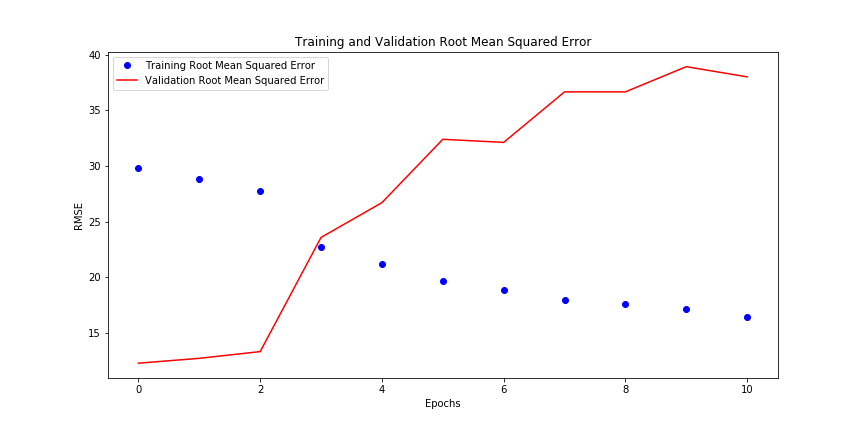 Training and Validation Root Mean Squared Error
Training Root Mean Squared Error
Validation Root Mean Squared Error
40
35
30
25
20
15
RMSE
0 2 4 6 8 10
Epochs